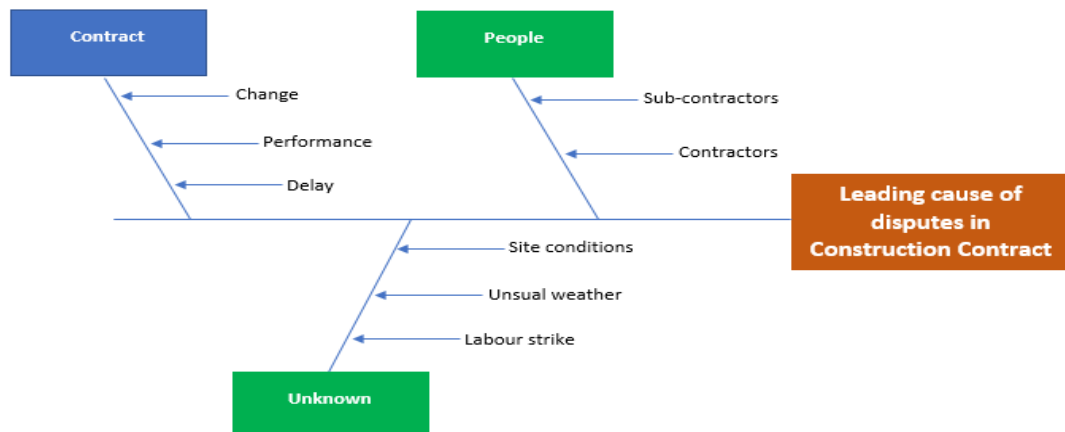 Contract
People
Change
Sub-contractors
Performance
Contractors
Delay
Leading cause of
disputes in
Construction Contract
Site conditions
Unsual weather
Labour strike
Unknown